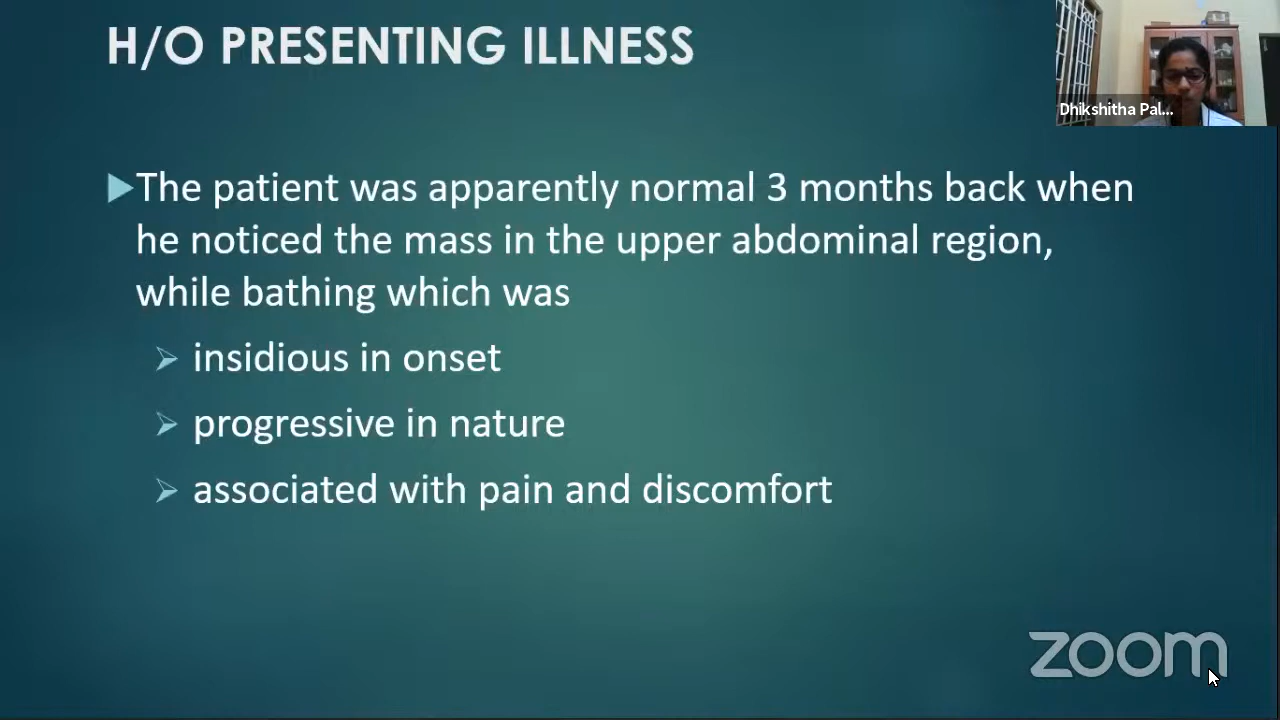 H/O PRESENTING ILLNESS
Dhikshitha Pal...
The patient was apparently normal 3 months back when
he noticed the mass in the upper abdominal region,
while bathing which was
insidious in onset
progressive in nature
associated with pain and discomfort
zoom